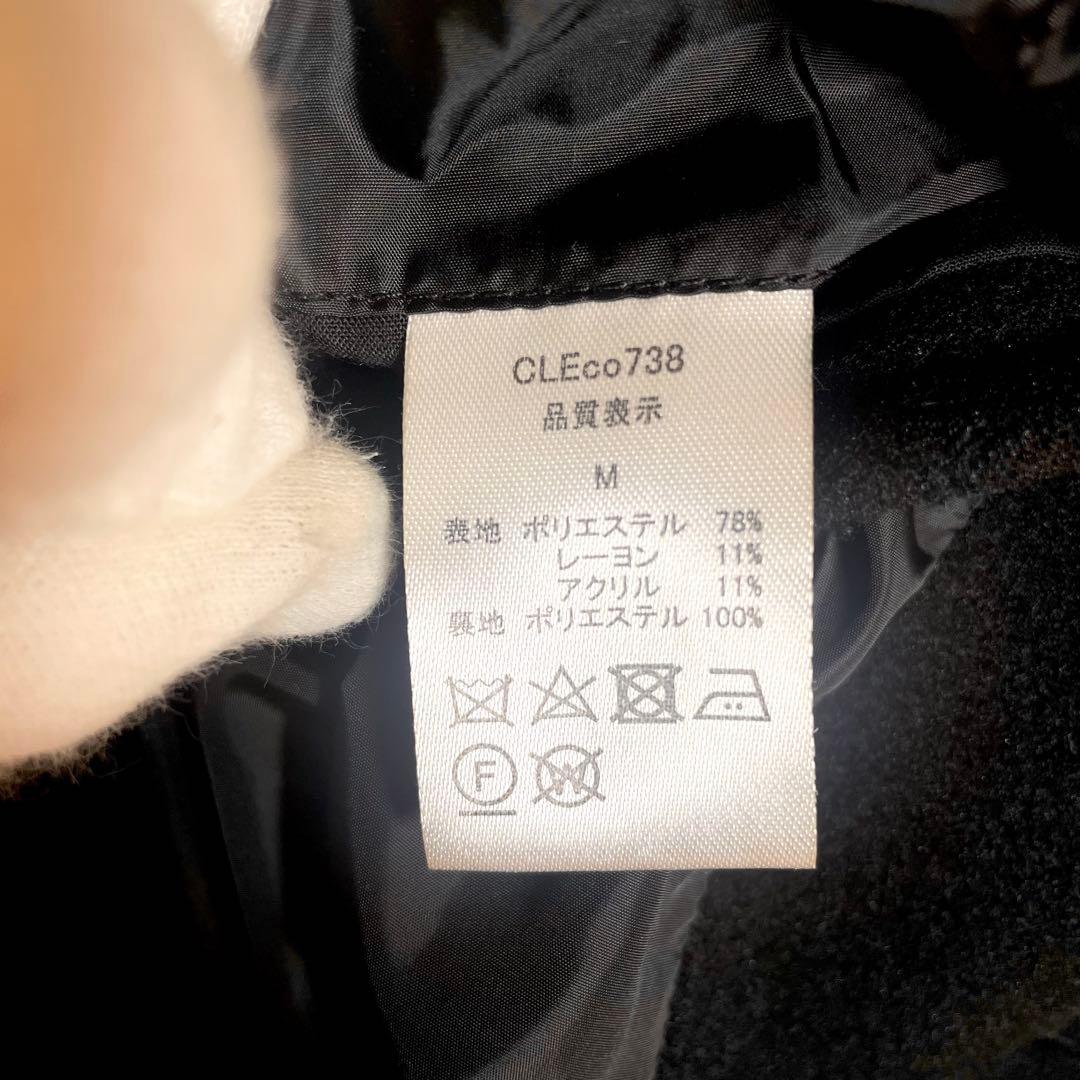 CLEco738
品質表示
M
表地 ポリエステル 78%
レーヨン 11%
アクリル 11%
裏地 ポリエステル 100%
F W